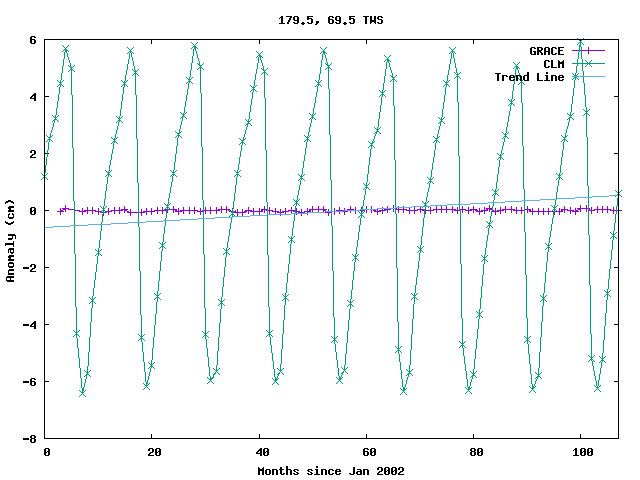 179.5, 69.5 TWS
GRACE
CLM
Trend Line
6
4
2
0
-2
-4
-6
-8
Anomaly (cm)
0 20 40 60 80 100
Months since Jan 2002